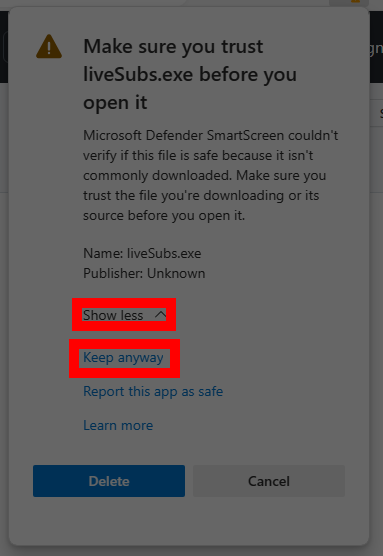 Make sure you trust
liveSubs.exe before you
open it
Microsoft Defender SmartScreen couldn't
verify if this file is safe because it isn't
commonly downloaded. Make sure you
trust the file you're downloading or its
source before you open it.
Name: liveSubs.exe
Publisher: Unknown
Show less
Keep anyway
Report this app as safe
Learn more
Delete
Cancel